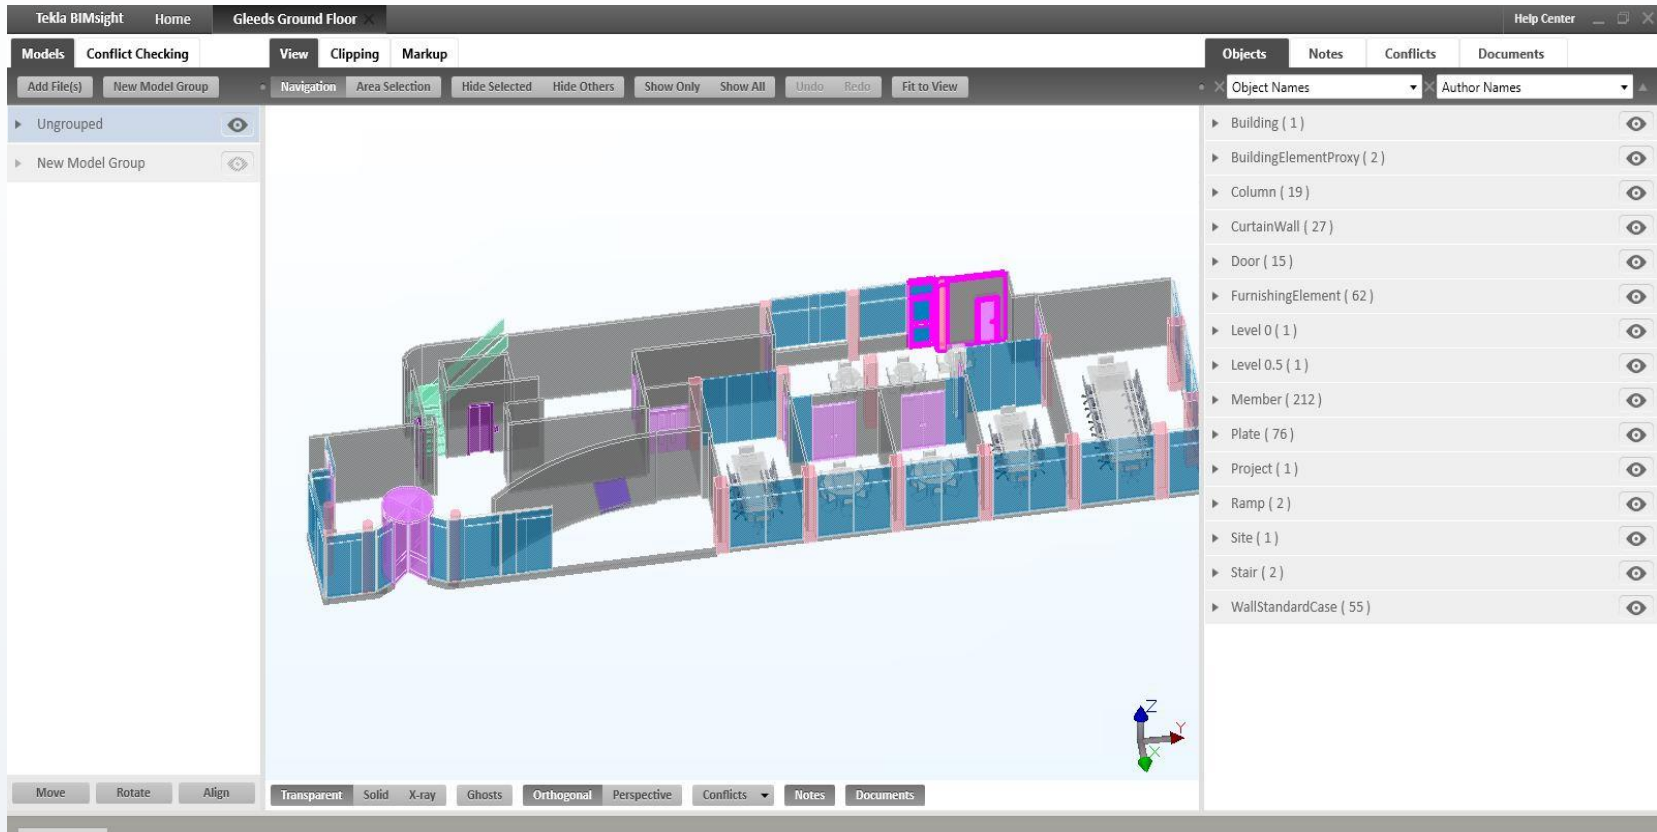 Tekla BIMsight Home Gleeds Ground Floor Help Center
Models Conflict Checking View Clipping Markup Objects Notes Conflicts Documents
Add File(s) New Model Group Navigation Area Selection Hide Selected Hide Others Show Only Show All Undo Redo Fit to View Object Names Author Names
Ungrouped
New Model Group
Building ( 1 )
BuildingElementProxy ( 2 )
Column ( 19 )
CurtainWall ( 27 )
Door ( 15 )
FurnishingElement ( 62 )
Level 0 ( 1 )
Level 0.5 ( 1 )
Member ( 212 )
Plate ( 76 )
Project ( 1 )
Ramp ( 2 )
Site ( 1 )
Stair ( 2 )
WallStandardCase ( 55 )
Z
Y
X
Move Rotate Align Transparent Solid X-ray Ghosts Orthogonal Perspective Conflicts Notes Documents